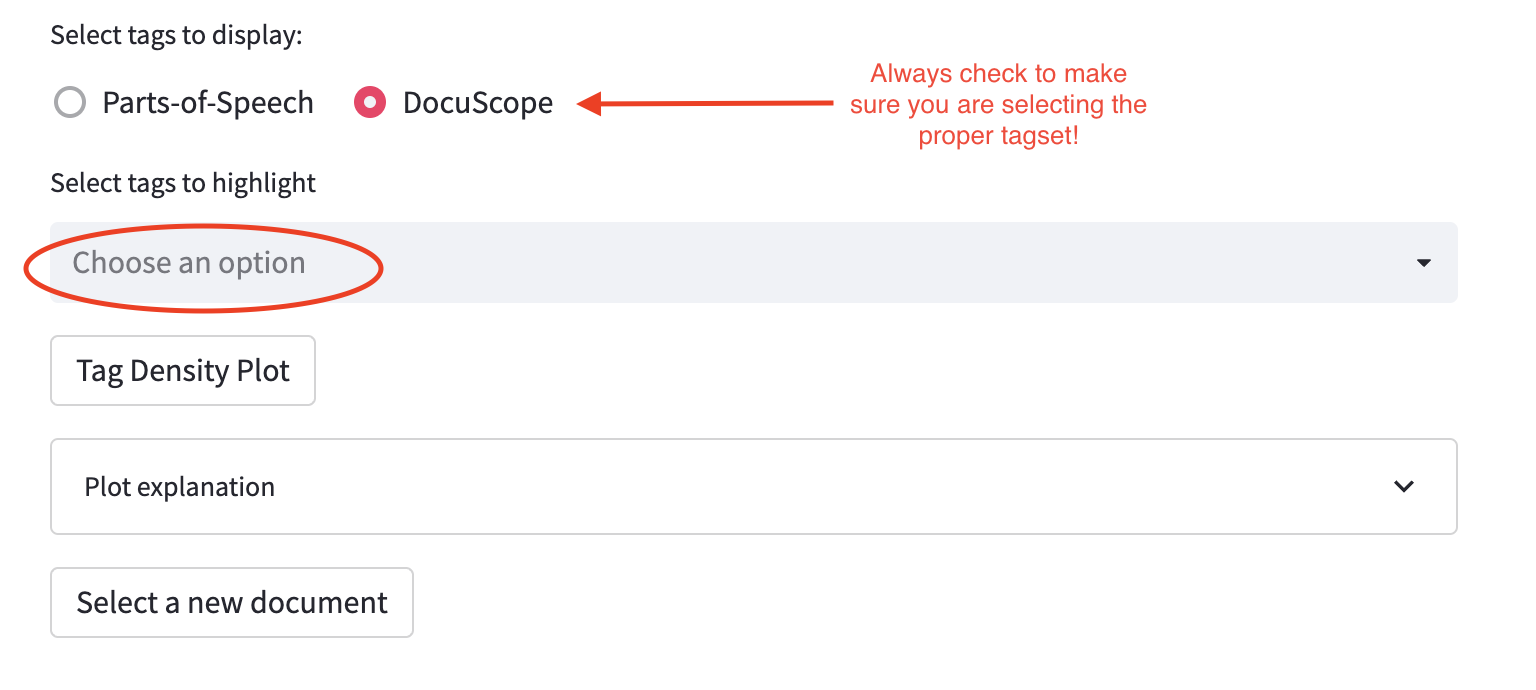 Select tags to display:
Parts-of-Speech DocuScope
Always check to make
sure you are selecting the
proper tagset!
Select tags to highlight
Choose an option
Tag Density Plot
Plot explanation
Select a new document